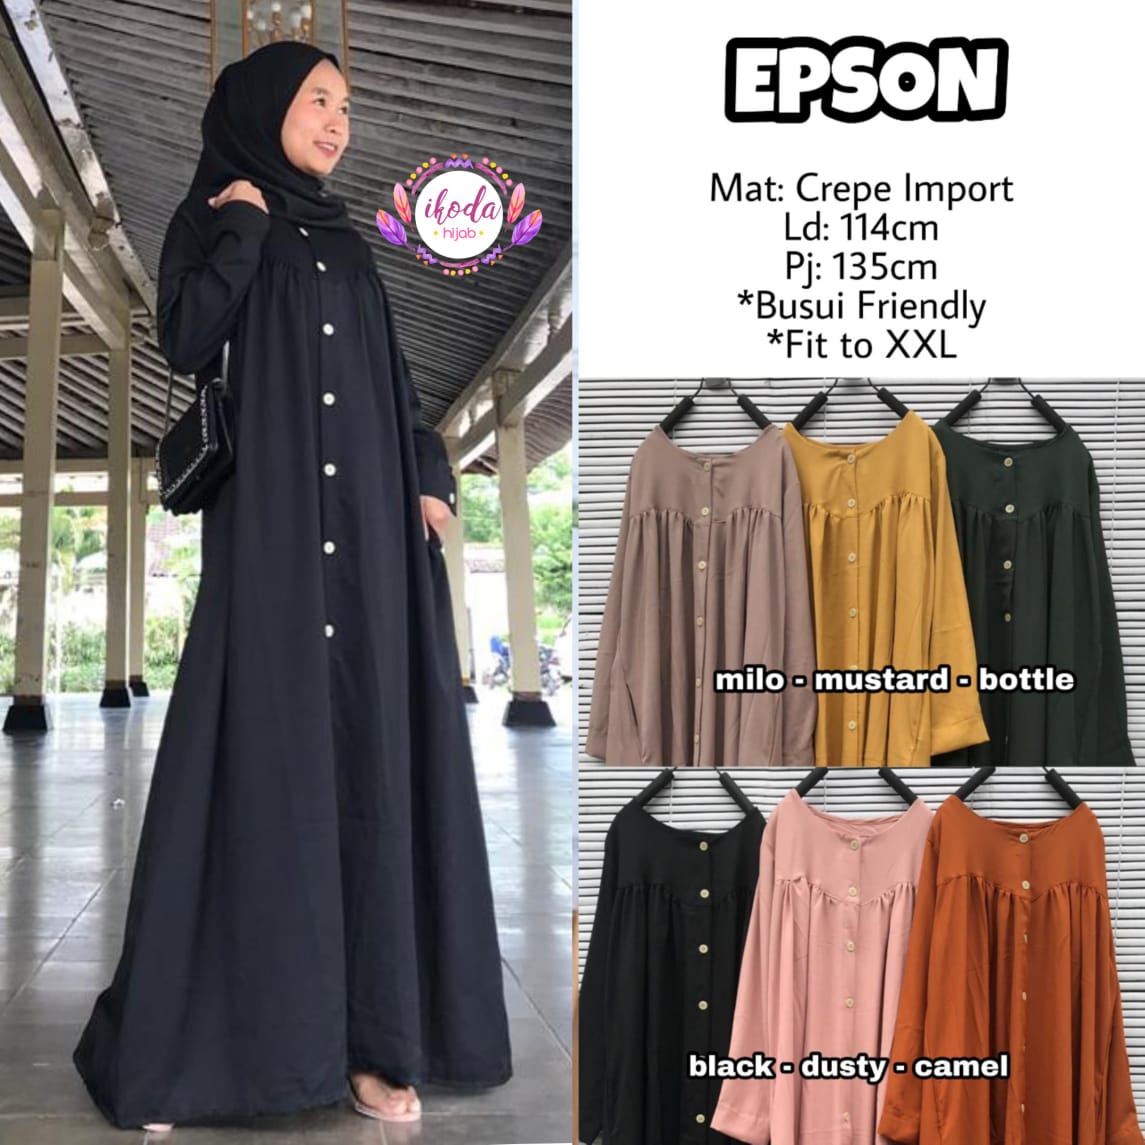 ikoda
hijab
EPSON
Mat: Crepe Import
Ld: 114cm
Pj: 135cm
*Busui Friendly
*Fit to XXL
milo - mustard - bottle
black - dusty - camel